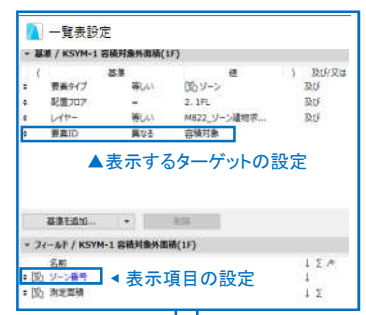 一覧表設定
基準 / KSYM-1 容積対象外面積(1F)
( 基準 値 ) 及び/又は
要素タイプ 等しい ゾーン 及び
配置フロア = 2. 1FL 及び
レイヤー 等しい M822_ゾーン建物求... 及び
要素ID 異なる 容積対象
▲表示するターゲットの設定
基準を追加... 削除
フィールド / KSYM-1 容積対象外面積(1F)
名前 ↓ Σ
ゾーン番号 ◀ 表示項目の設定 ↓
測定面積 ↓ Σ